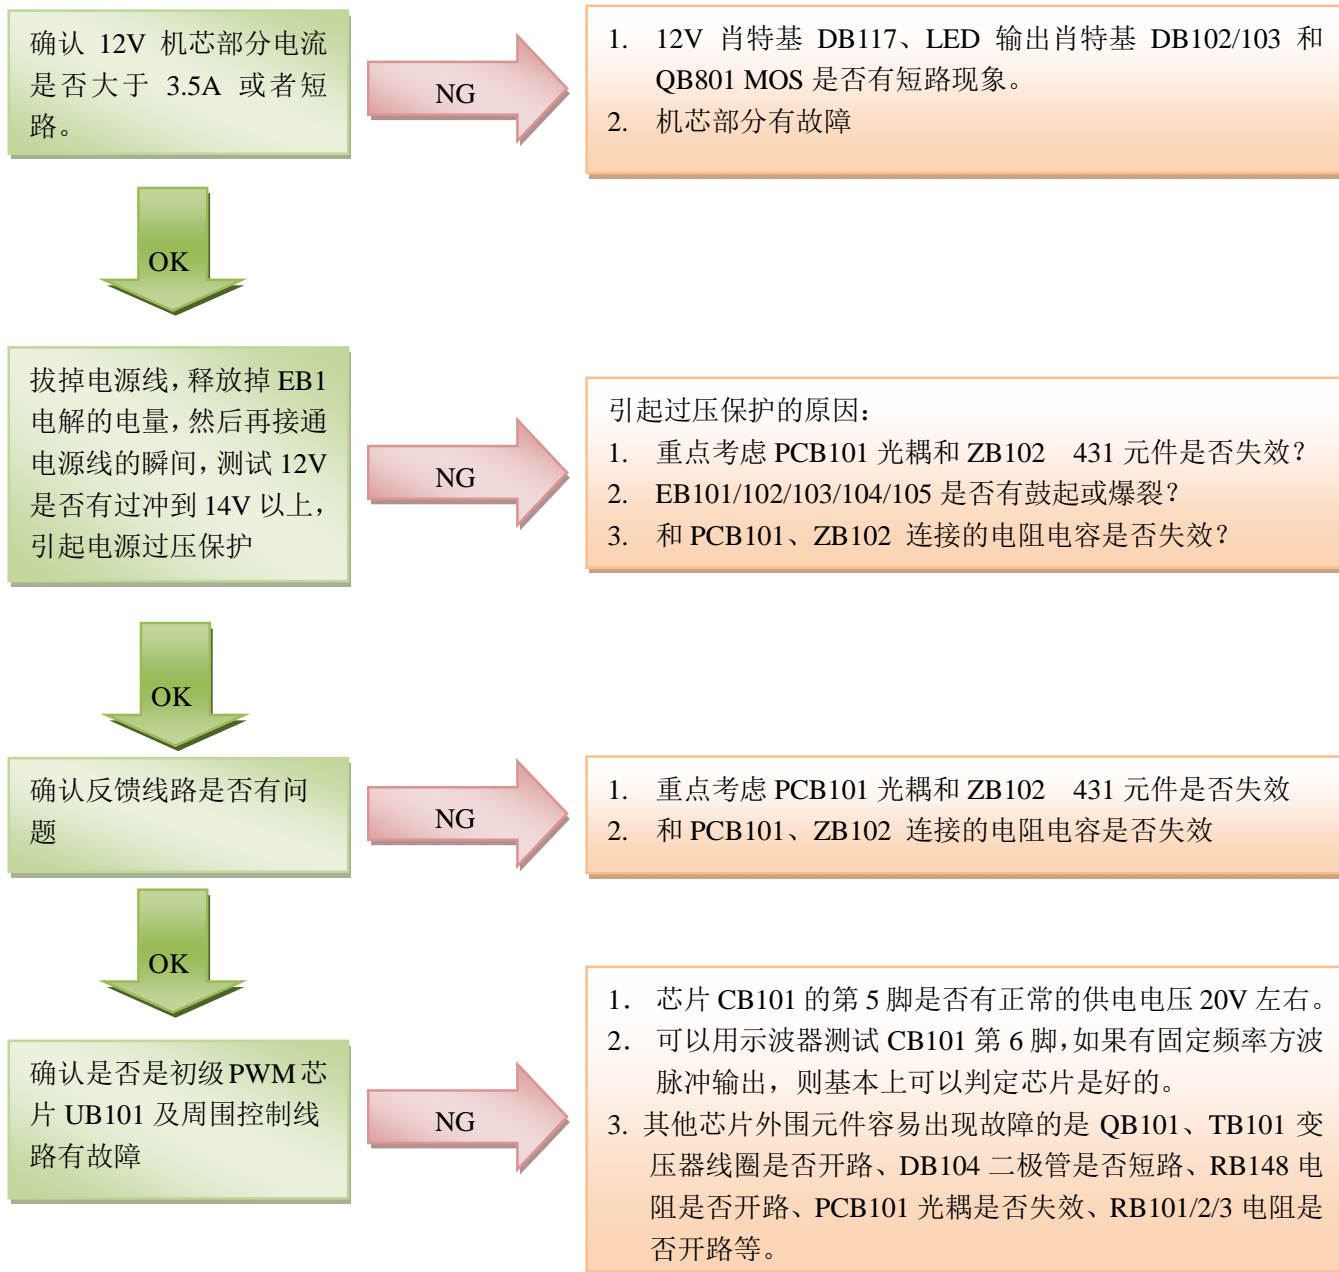 确认 12V 机芯部分电流
是否大于 3.5A 或者短
路。
NG
1. 12V 肖特基 DB117、LED 输出肖特基 DB102/103 和
QB801 MOS 是否有短路现象。
2. 机芯部分有故障
OK
拔掉电源线，释放掉 EB1
电解的电量，然后再接通
电源线的瞬间，测试 12V
是否有过冲到 14V 以上，
引起电源过压保护
NG
引起过压保护的原因：
1. 重点考虑 PCB101 光耦和 ZB102 431 元件是否失效？
2. EB101/102/103/104/105 是否有鼓起或爆裂？
3. 和 PCB101、ZB102 连接的电阻电容是否失效？
OK
确认反馈线路是否有问
题
NG
1. 重点考虑 PCB101 光耦和 ZB102 431 元件是否失效
2. 和 PCB101、ZB102 连接的电阻电容是否失效
OK
确认是否是初级 PWM 芯
片 UB101 及周围控制线
路有故障
NG
1. 芯片 CB101 的第 5 脚是否有正常的供电电压 20V 左右。
2. 可以用示波器测试 CB101 第 6 脚，如果有固定频率方波
脉冲输出，则基本上可以判定芯片是好的。
3. 其他芯片外围元件容易出现故障的是 QB101、TB101 变
压器线圈是否开路、DB104 二极管是否短路、RB148 电
阻是否开路、PCB101 光耦是否失效、RB101/2/3 电阻是
否开路等。